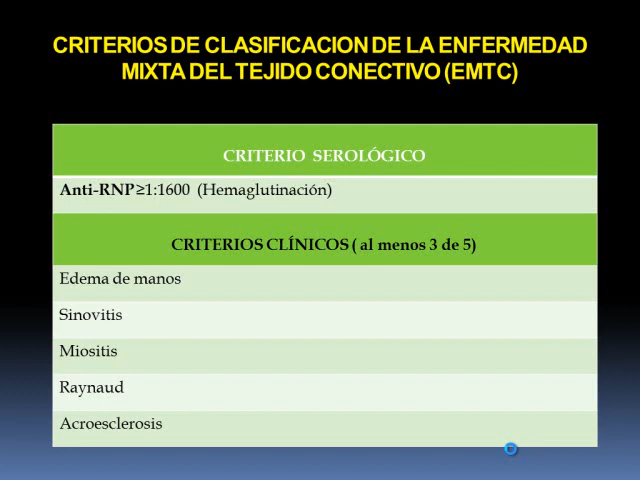 CRITERIOS DE CLASIFICACION DE LA ENFERMEDAD
MIXTA DEL TEJIDO CONECTIVO (EMTC)
CRITERIO SEROLÓGICO
Anti-RNP≥1:1600 (Hemaglutinación)
CRITERIOS CLÍNICOS ( al menos 3 de 5)
Edema de manos
Sinovitis
Miositis
Raynaud
Acroesclerosis